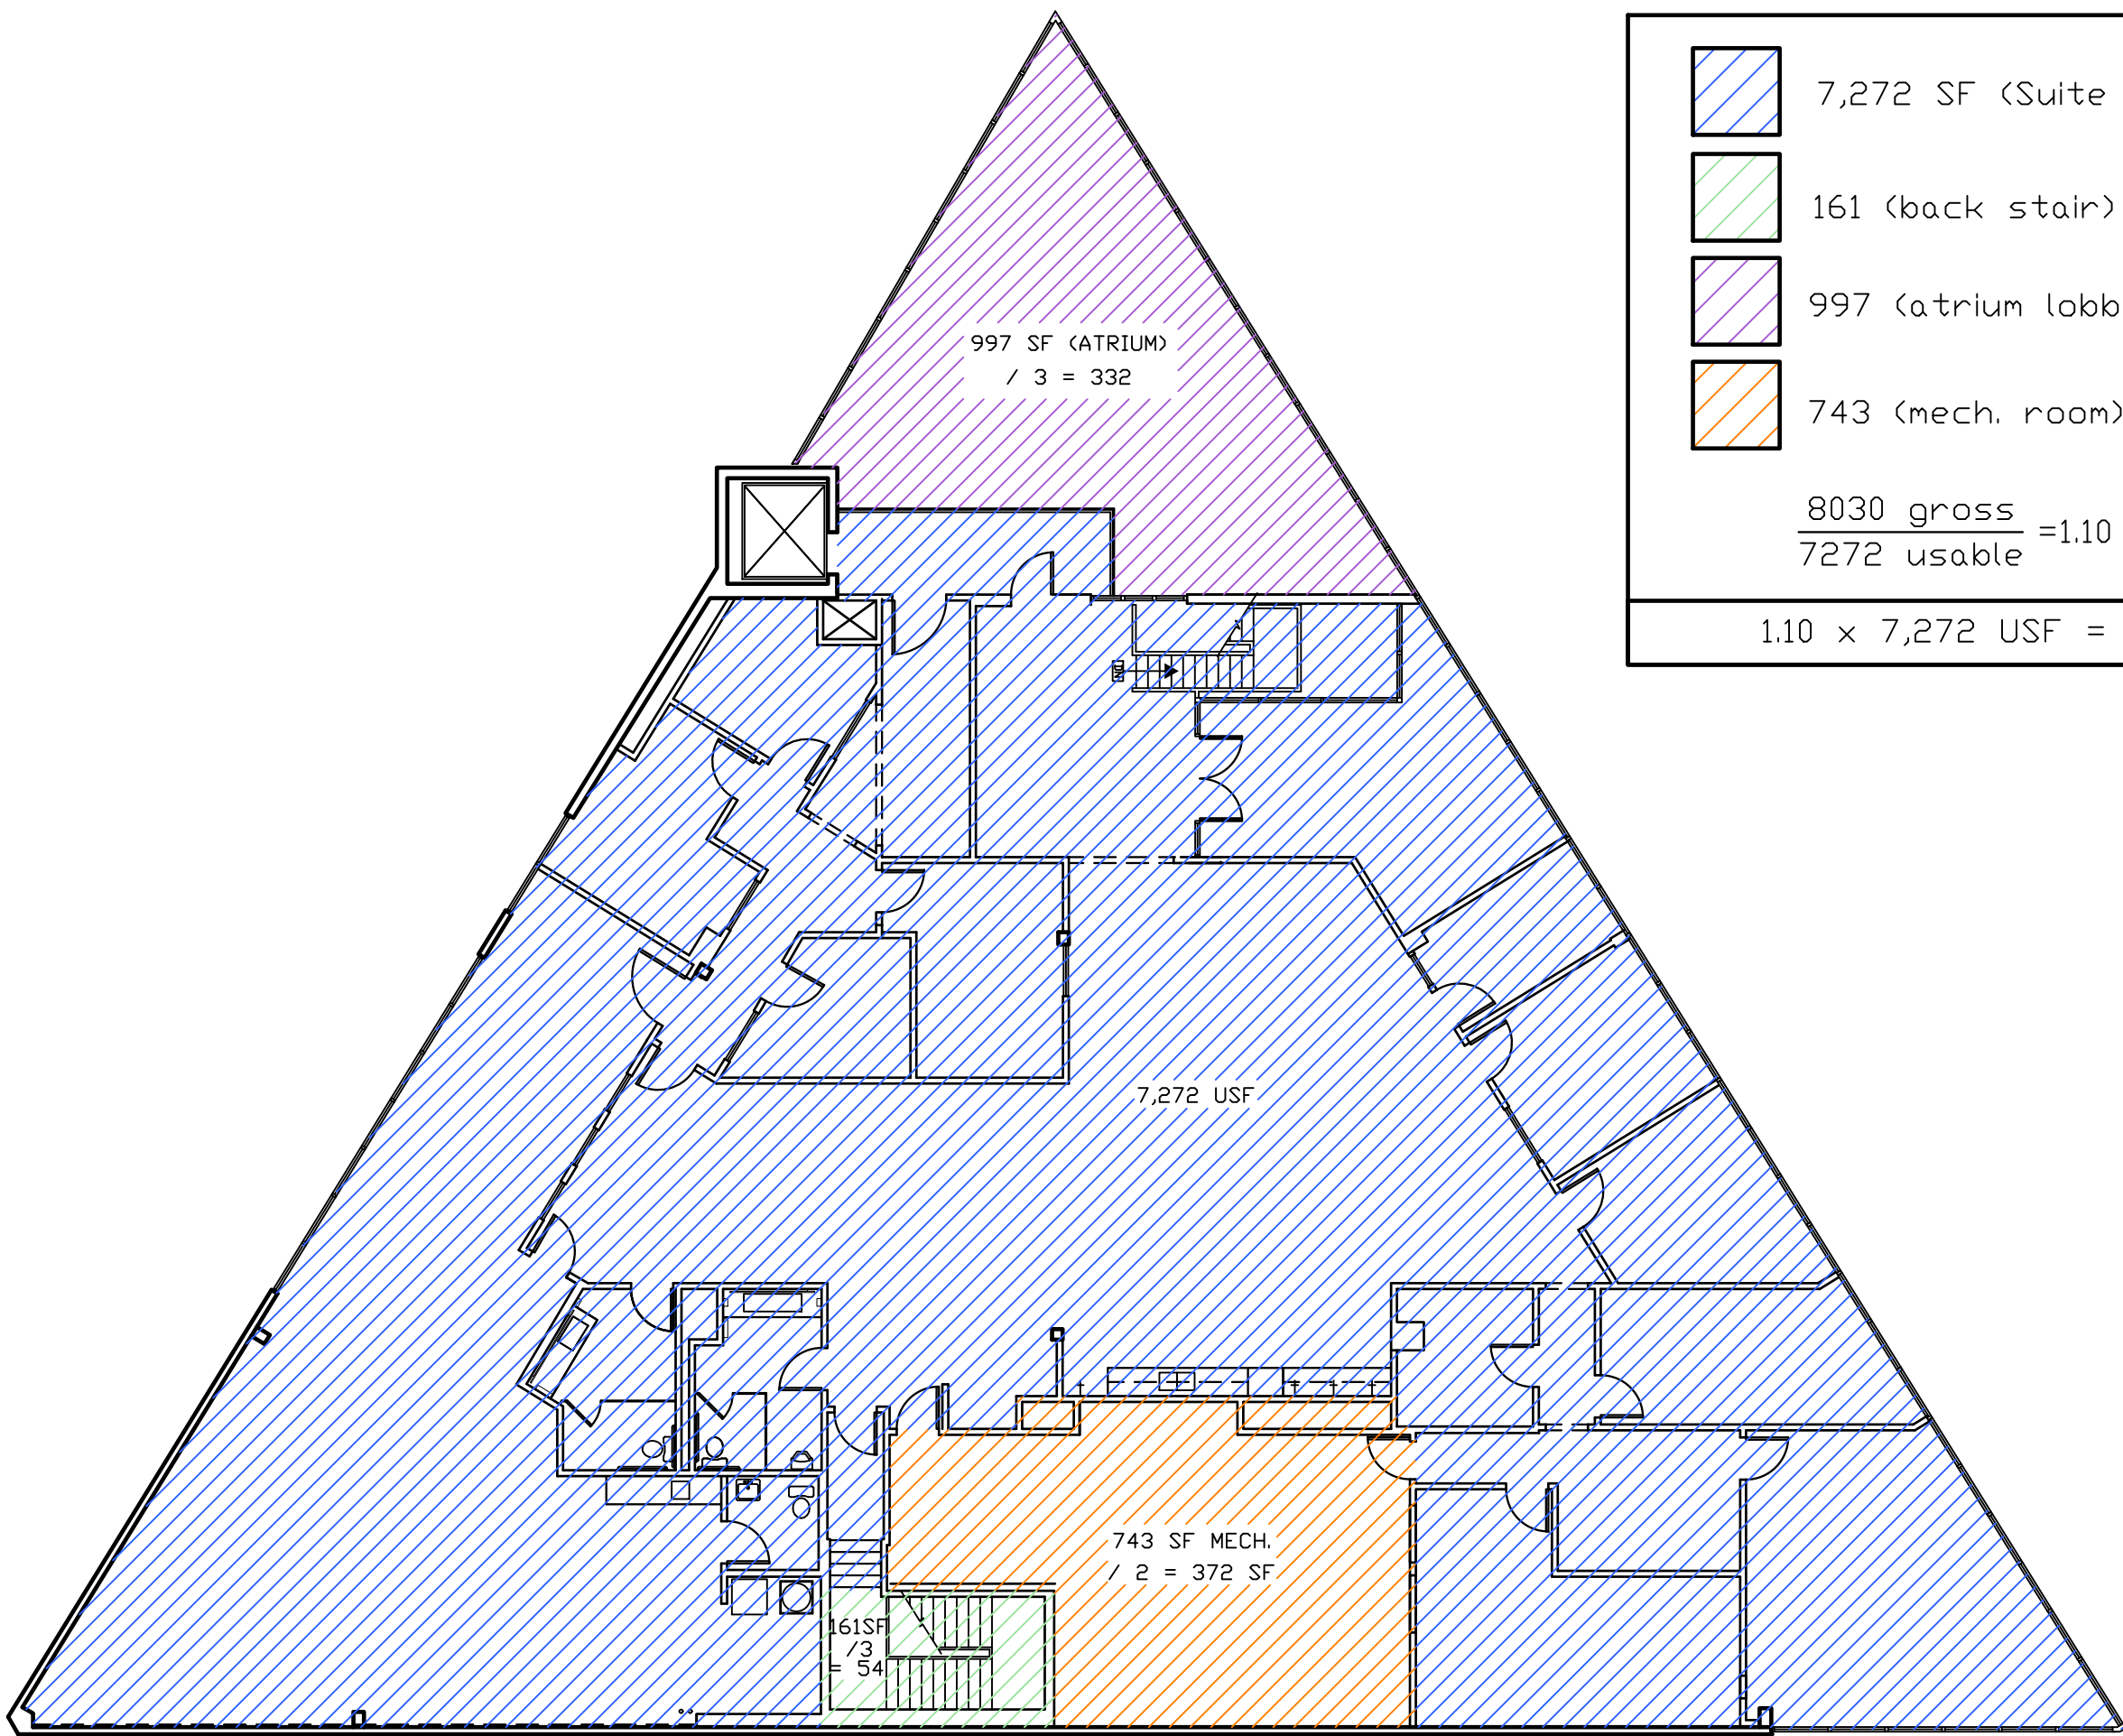 7,272 SF (Suite
161 (back stair)
997 (atrium lobb
743 (mech. room)
8030 gross
7272 usable
=1.10
1.10 x 7,272 USF =
997 SF (ATRIUM)
/ 3 = 332
DN
7,272 USF
743 SF MECH.
/ 2 = 372 SF
161SF
/3
= 54